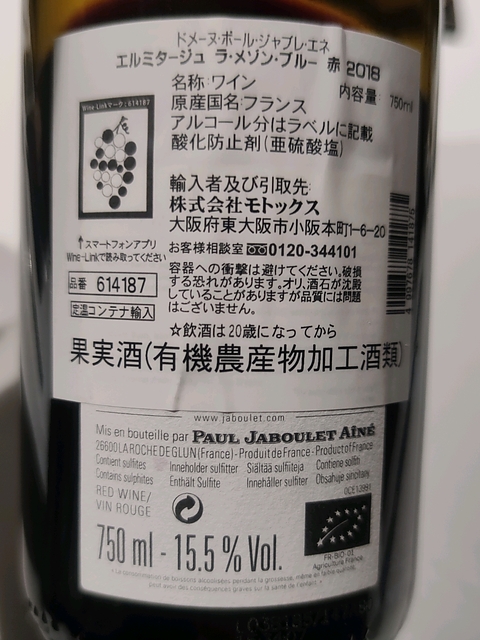 ドメーヌ・ポール・ジャブレ・エネ
エルミタージュ ラ・メゾン・ブルー 赤 2018
名称:ワイン
内容量: 750ml
原産国名:フランス
アルコール分はラベルに記載
酸化防止剤(亜硫酸塩)
Wine-Linkマーク:614187
輸入者及び引取先:
株式会社モトックス
大阪府東大阪市小阪本町1-6-20
お客様相談室 0120-344101
↑スマートフォンアプリ
Wine-Linkで読み取ってください
品番 614187
定温コンテナ輸入
容器への衝撃は避けてください。破損
する恐れがあります。オリ、酒石が沈殿
していることがありますが品質には問題
はございません。
☆飲酒は20歳になってから
果実酒(有機農産物加工酒類)
www.jaboulet.com
Mis en bouteille par PAUL JABOULET AÎNÉ
26600 LA ROCHE DE GLUN (France) - Produit de France - Product of France
Contient sulfites Inneholder sulfitter Sisältää sulfiitteja Contiene solfiti
Contains sulphites Enthält Sulfite Innehåller sulfiter Obsahuje siřičitany
RED WINE/
VIN ROUGE
750 ml - 15.5 % Vol.
FR-BIO-01
Agriculture France